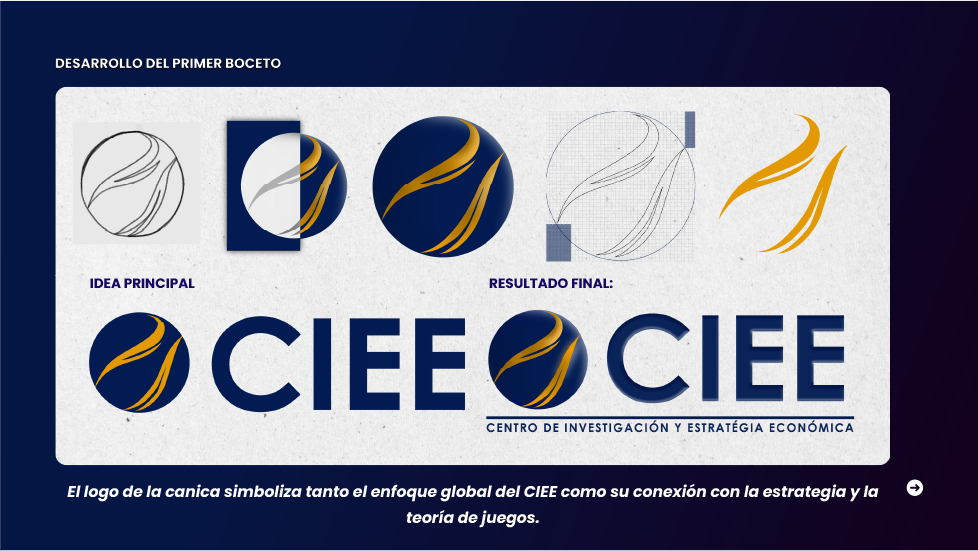 DESARROLLO DEL PRIMER BOCETO
IDEA PRINCIPAL
RESULTADO FINAL:
CIEE
CIEE
CENTRO DE INVESTIGACIÓN Y ESTRATÉGIA ECONÓMICA
El logo de la canica simboliza tanto el enfoque global del CIEE como su conexión con la estrategia y la
teoría de juegos.